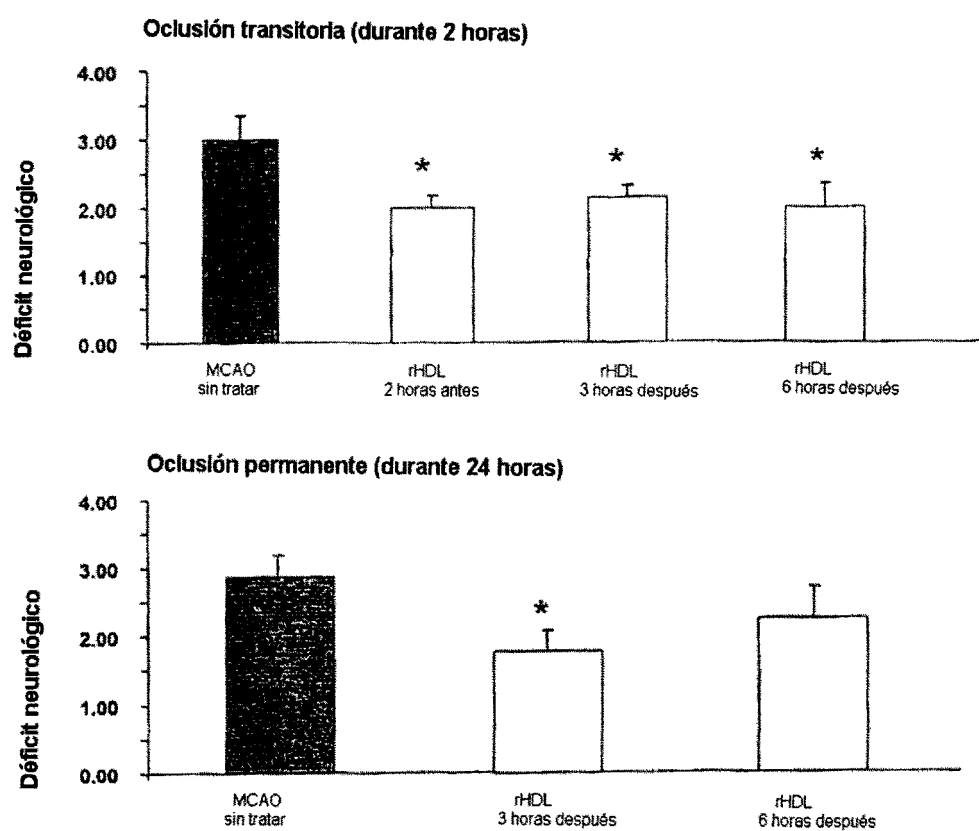 Oclusión transitoria (durante 2 horas)
Déficit neurológico
4.00
3.00
2.00
1.00
0.00
*
*
*
MCAO
sin tratar
rHDL
2 horas antes
rHDL
3 horas después
rHDL
6 horas después
Oclusión permanente (durante 24 horas)
Déficit neurológico
4.00
3.00
2.00
1.00
0.00
*
MCAO
sin tratar
rHDL
3 horas después
rHDL
6 horas después